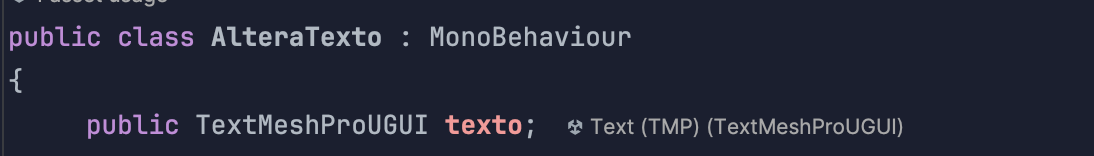 public class AlteraTexto : MonoBehaviour
{
public TextMeshProUGUI texto; Text (TMP) (TextMeshProUGUI)